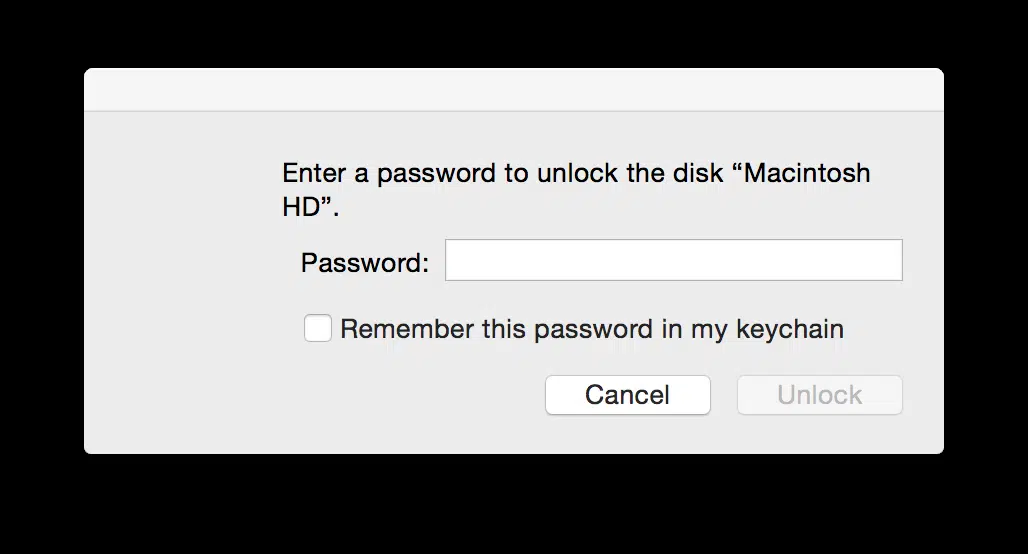 Enter a password to unlock the disk “Macintosh
HD”.
Password:
Remember this password in my keychain
Cancel Unlock